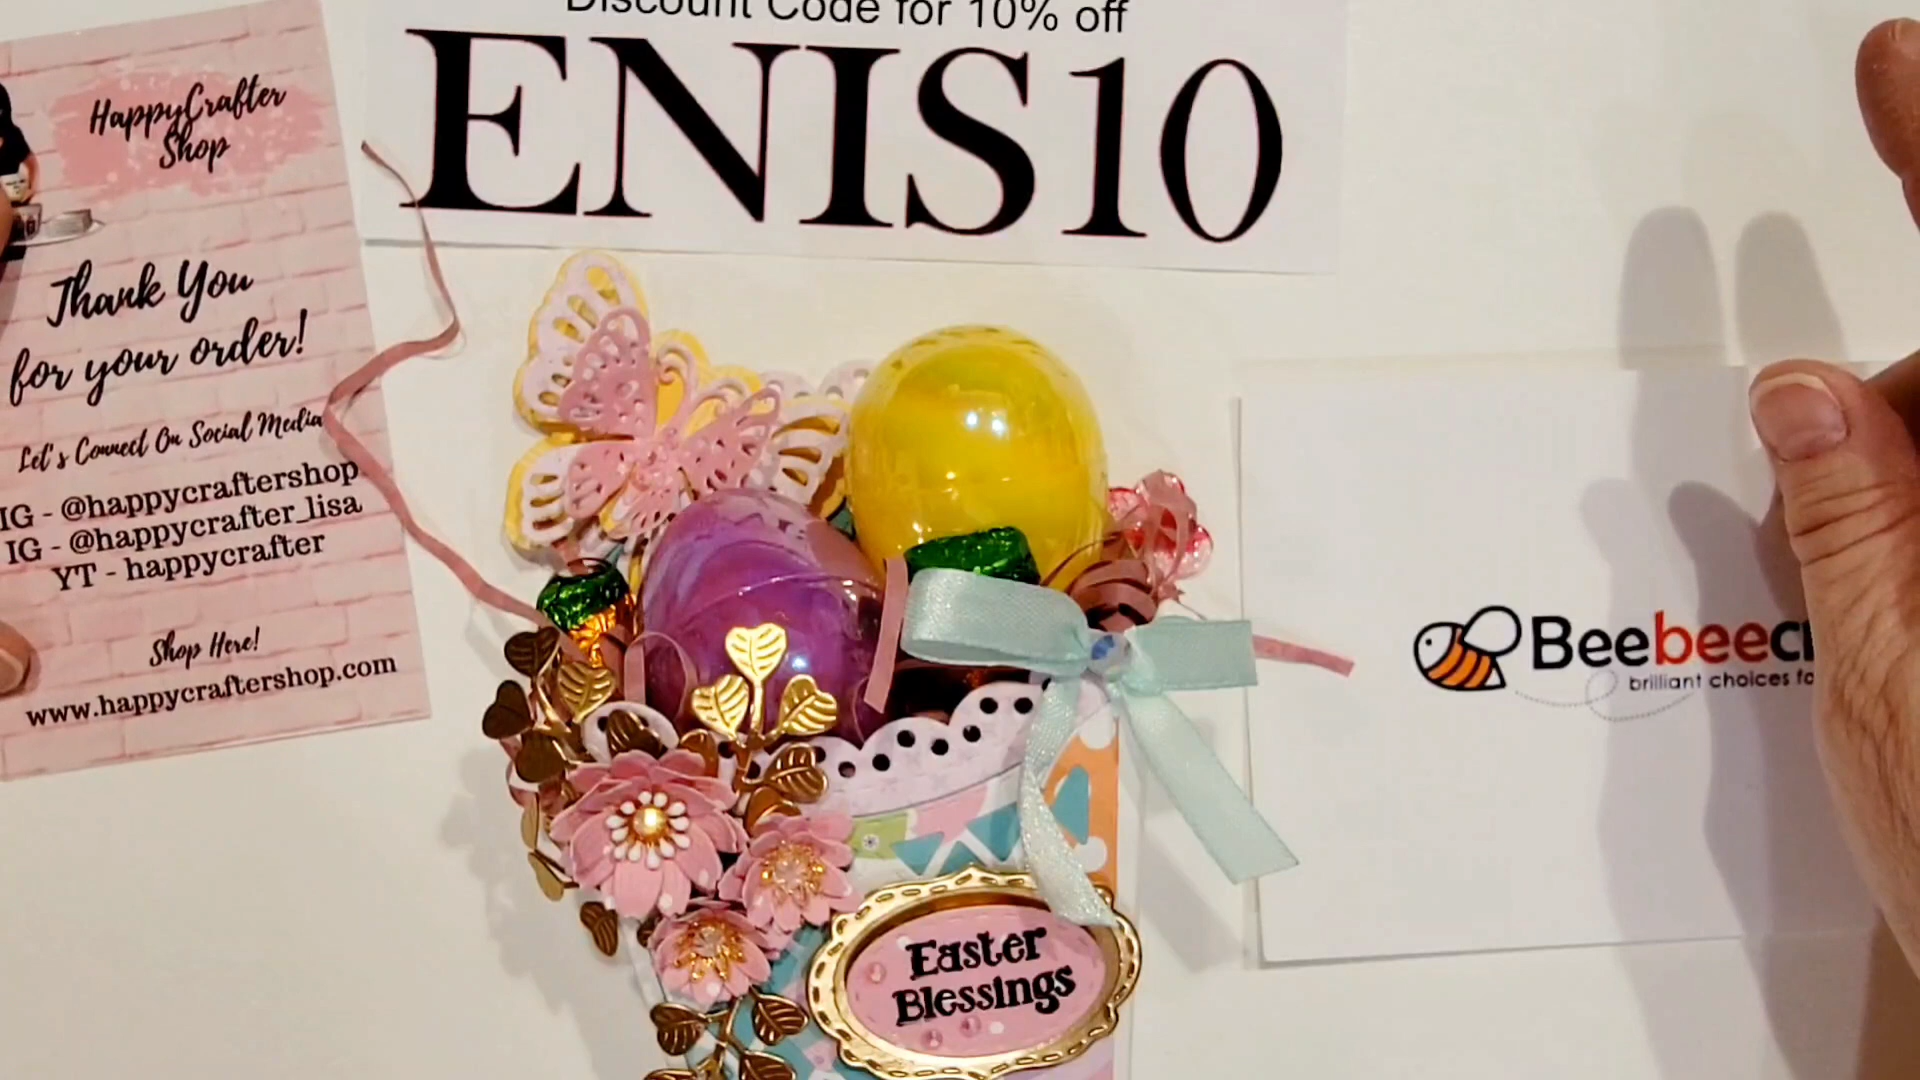 HappyCrafter
Shop
Thank You
for your order!
Let's Connect On Social Media
IG - @happycraftershop
IG - @happycrafter_lisa
YT - happycrafter
Shop Here!
www.happycraftershop.com
Discount Code for 10% off
ENIS10
Easter
Blessings
Beebeecr
brilliant choices fo